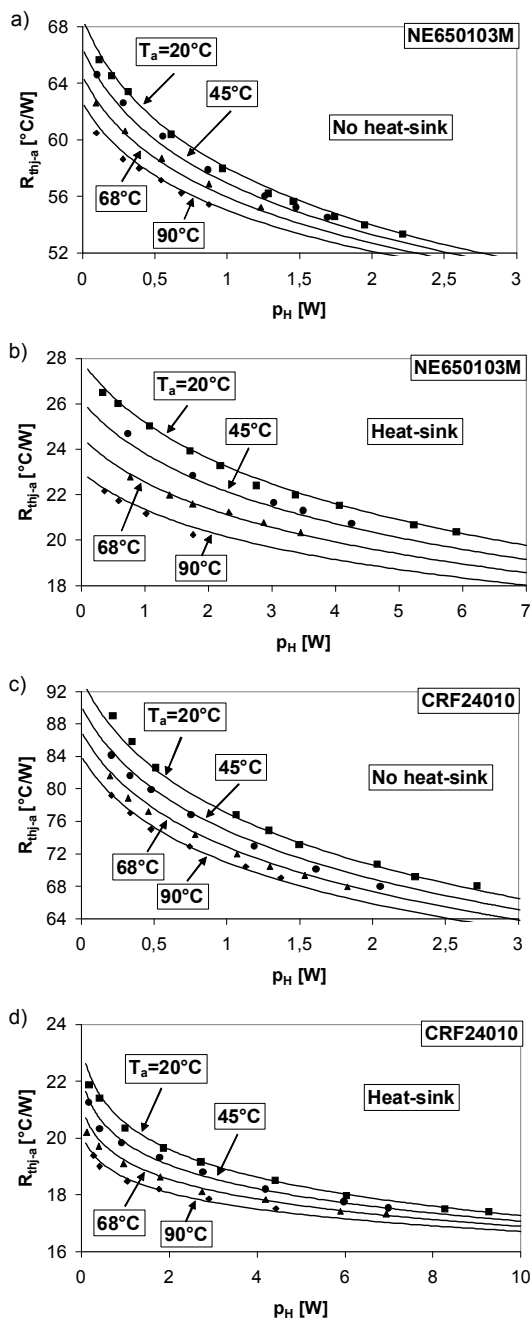 a)
NE650103M
68
64
60
56
52
R_thj-a [°C/W]
T_a=20°C
45°C
68°C
90°C
No heat-sink
0
0,5
1
1,5
2
2,5
3
p_H [W]
b)
NE650103M
28
26
24
22
20
18
R_thj-a [°C/W]
T_a=20°C
45°C
68°C
90°C
Heat-sink
0
1
2
3
4
5
6
7
p_H [W]
c)
CRF24010
92
88
84
80
76
72
68
64
R_thj-a [°C/W]
T_a=20°C
45°C
68°C
90°C
No heat-sink
0
0,5
1
1,5
2
2,5
3
p_H [W]
d)
CRF24010
24
22
20
18
16
R_thj-a [°C/W]
T_a=20°C
45°C
68°C
90°C
Heat-sink
0
2
4
6
8
10
p_H [W]